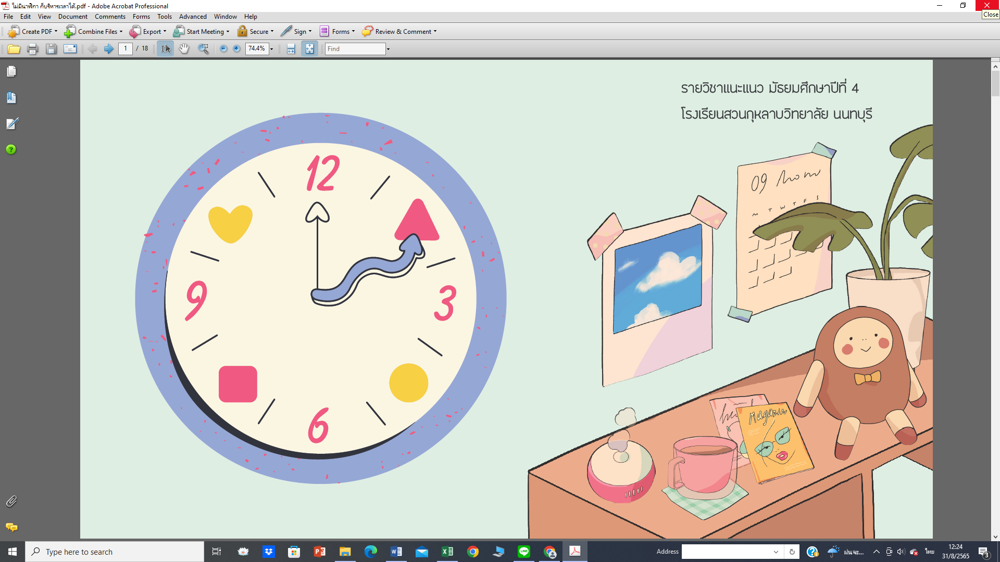 ไม่มีนาฬิกา ก็บริหารเวลาได้.pdf - Adobe Acrobat Professional
File Edit View Document Comments Forms Tools Advanced Window Help
Close
Create PDF Combine Files Export Start Meeting Secure Sign Forms Review & Comment
1 / 18 74.4% Find
รายวิชาแนะแนว มัธยมศึกษาปีที่ 4
โรงเรียนสวนกุหลาบวิทยาลัย นนทบุรี
12
3
6
9
09
M T W T F S
Magazin
Type here to search
Address
ฝนจะ...
ไทย
12:24
31/8/2565
3